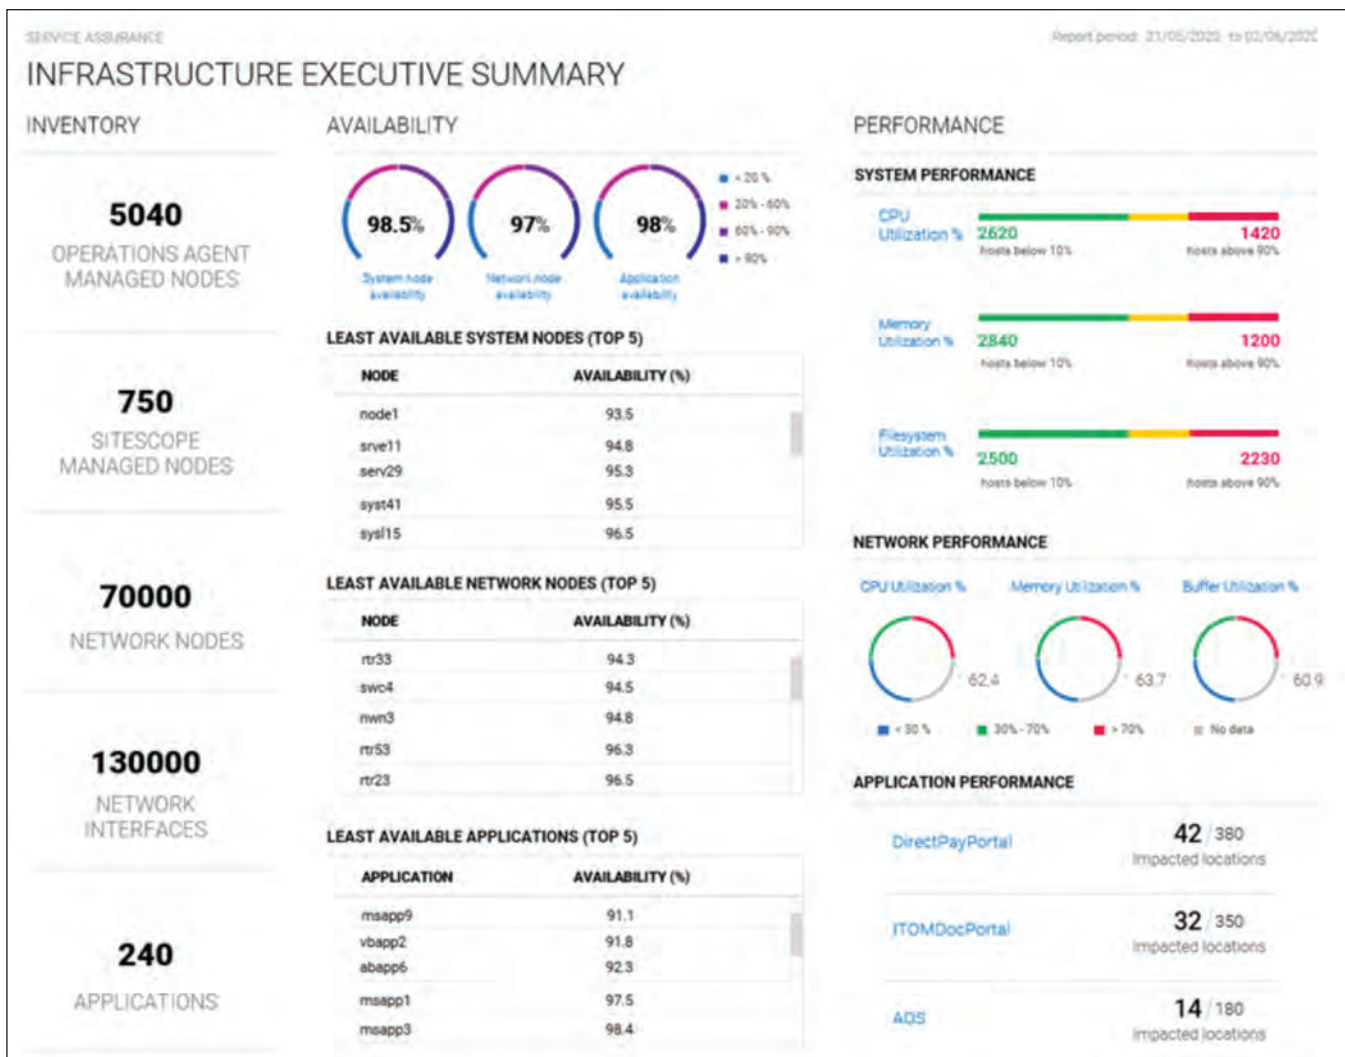 SERVICE ASSURANCE
Report period: 21/05/2020 to 02/06/2020
INFRASTRUCTURE EXECUTIVE SUMMARY
INVENTORY
5040
OPERATIONS AGENT
MANAGED NODES
750
SITESCOPE
MANAGED NODES
70000
NETWORK NODES
130000
NETWORK
INTERFACES
240
APPLICATIONS
AVAILABILITY
98.5%
System node
availability
97%
Network node
availability
98%
Application
availability
< 20 %
20% - 60%
60% - 90%
> 90%
LEAST AVAILABLE SYSTEM NODES (TOP 5)
NODE AVAILABILITY (%)
node1 93.5
srve11 94.8
serv29 95.3
syst41 95.5
sysl15 96.5
LEAST AVAILABLE NETWORK NODES (TOP 5)
NODE AVAILABILITY (%)
rtr33 94.3
swc4 94.5
nwn3 94.8
rtr53 96.3
rtr23 96.5
LEAST AVAILABLE APPLICATIONS (TOP 5)
APPLICATION AVAILABILITY (%)
msapp9 91.1
vbapp2 91.8
abapp6 92.3
msapp1 97.5
msapp3 98.4
PERFORMANCE
SYSTEM PERFORMANCE
CPU
Utilization %
2620 1420
hosts below 10% hosts above 90%
Memory
Utilization %
2840 1200
hosts below 10% hosts above 90%
Filesystem
Utilization %
2500 2230
hosts below 10% hosts above 90%
NETWORK PERFORMANCE
CPU Utilization % Memory Utilization % Buffer Utilization %
62.4 63.7 60.9
< 30 % 30% - 70% > 70% No data
APPLICATION PERFORMANCE
DirectPayPortal 42 / 380
Impacted locations
ITOMDocPortal 32 / 350
Impacted locations
AOS 14 / 180
Impacted locations